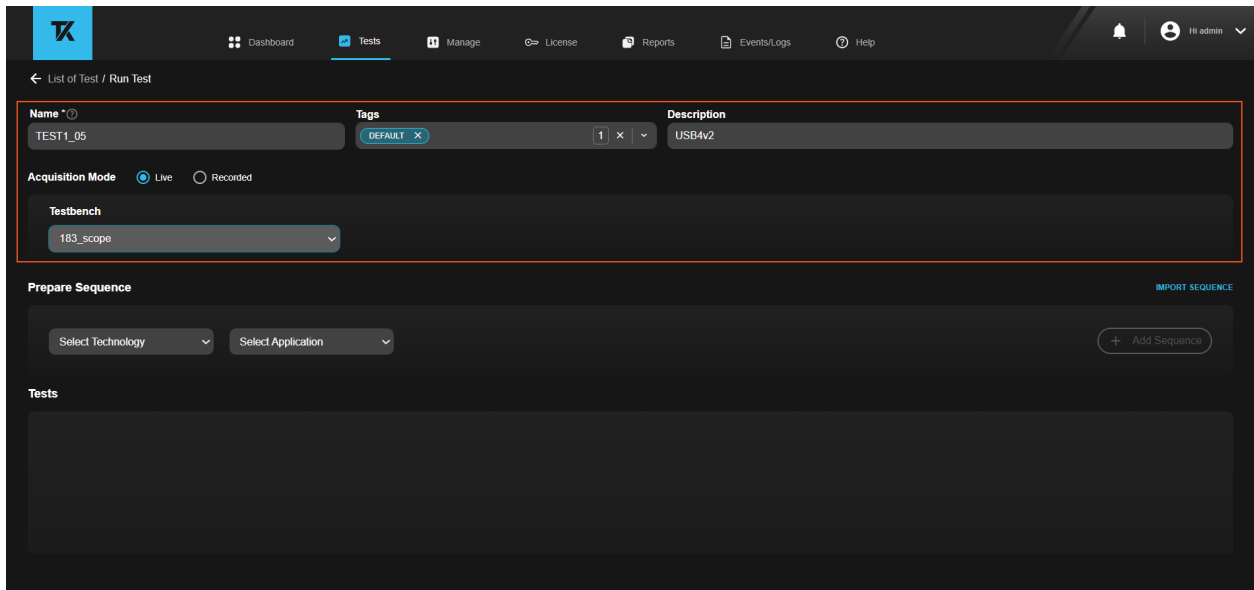 TK
Dashboard Tests Manage License Reports Events/Logs Help Hi admin
List of Test / Run Test
Name * Tags Description
TEST1_05 DEFAULT 1 USB4v2
Acquisition Mode Live Recorded
Testbench
183_scope
Prepare Sequence IMPORT SEQUENCE
Select Technology Select Application + Add Sequence
Tests